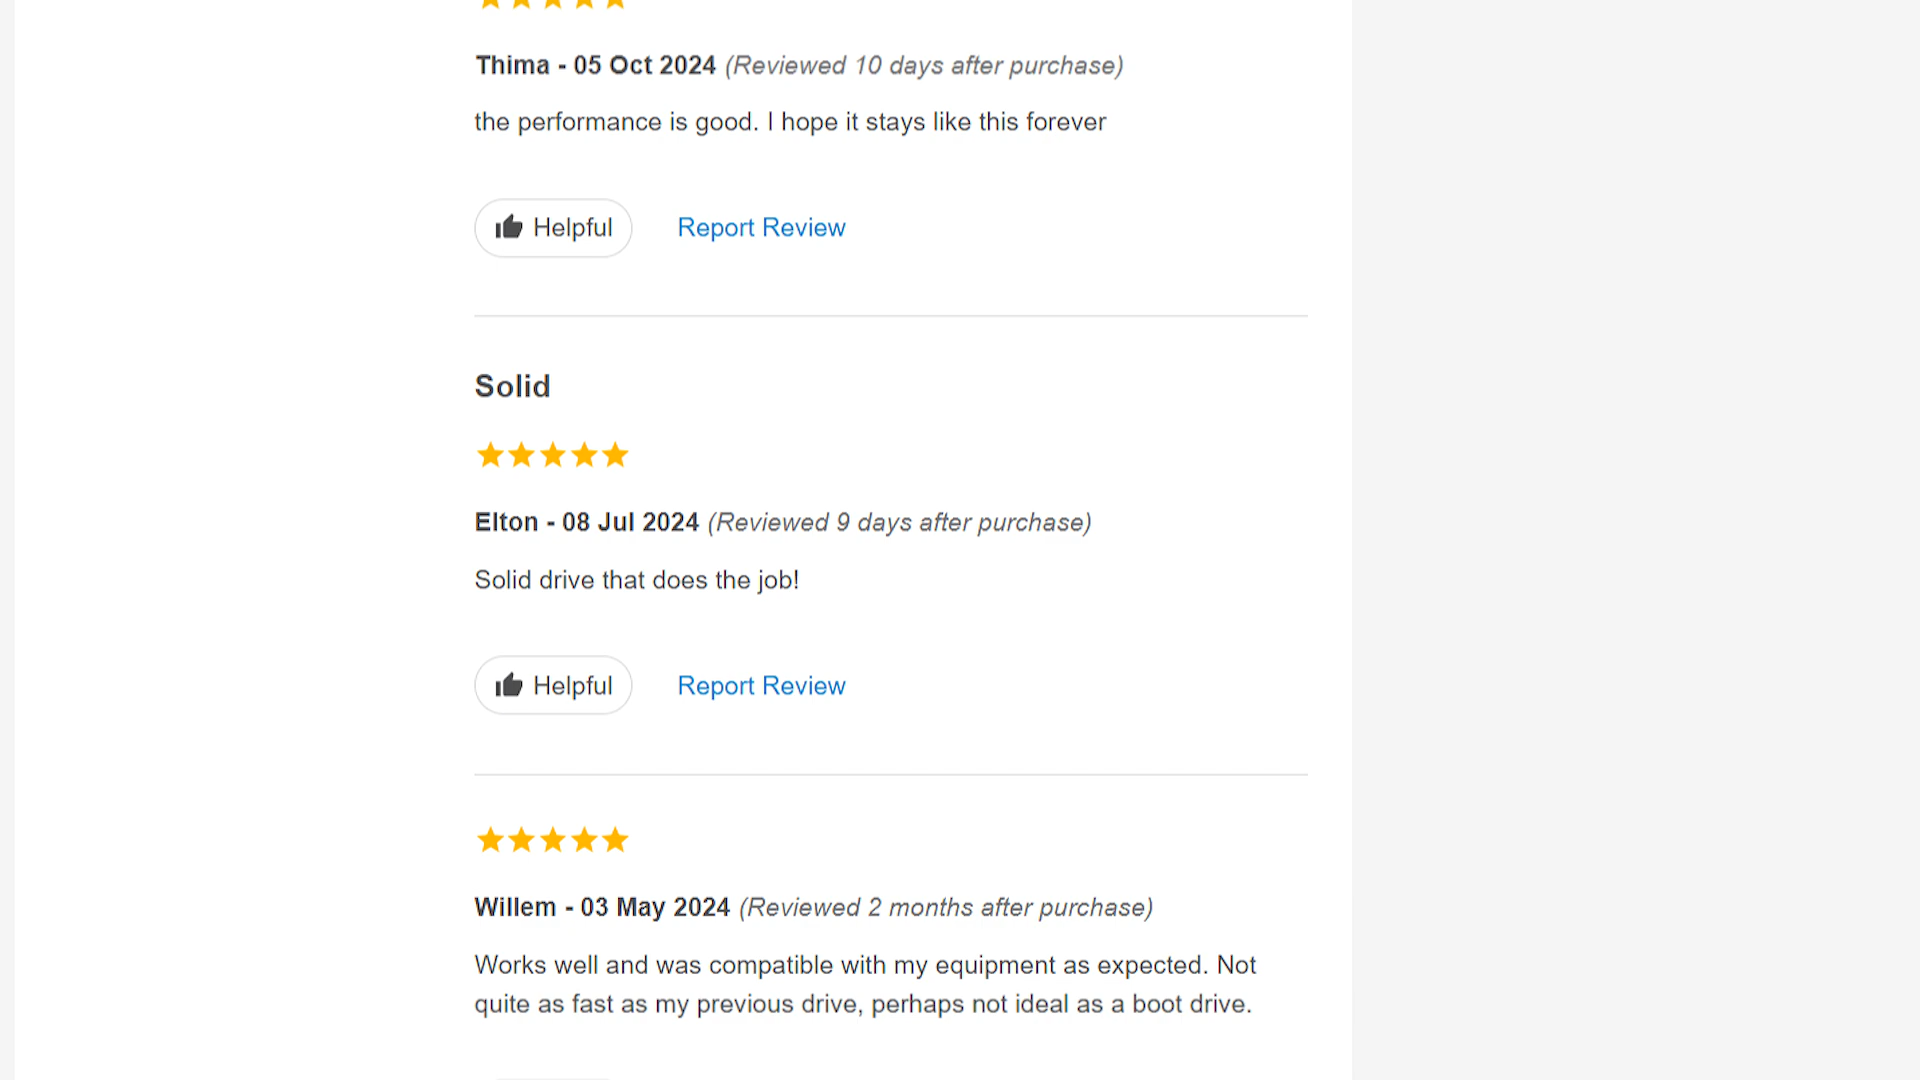 Thima - 05 Oct 2024 (Reviewed 10 days after purchase)
the performance is good. I hope it stays like this forever
Helpful Report Review
Solid
Elton - 08 Jul 2024 (Reviewed 9 days after purchase)
Solid drive that does the job!
Helpful Report Review
Willem - 03 May 2024 (Reviewed 2 months after purchase)
Works well and was compatible with my equipment as expected. Not
quite as fast as my previous drive, perhaps not ideal as a boot drive.